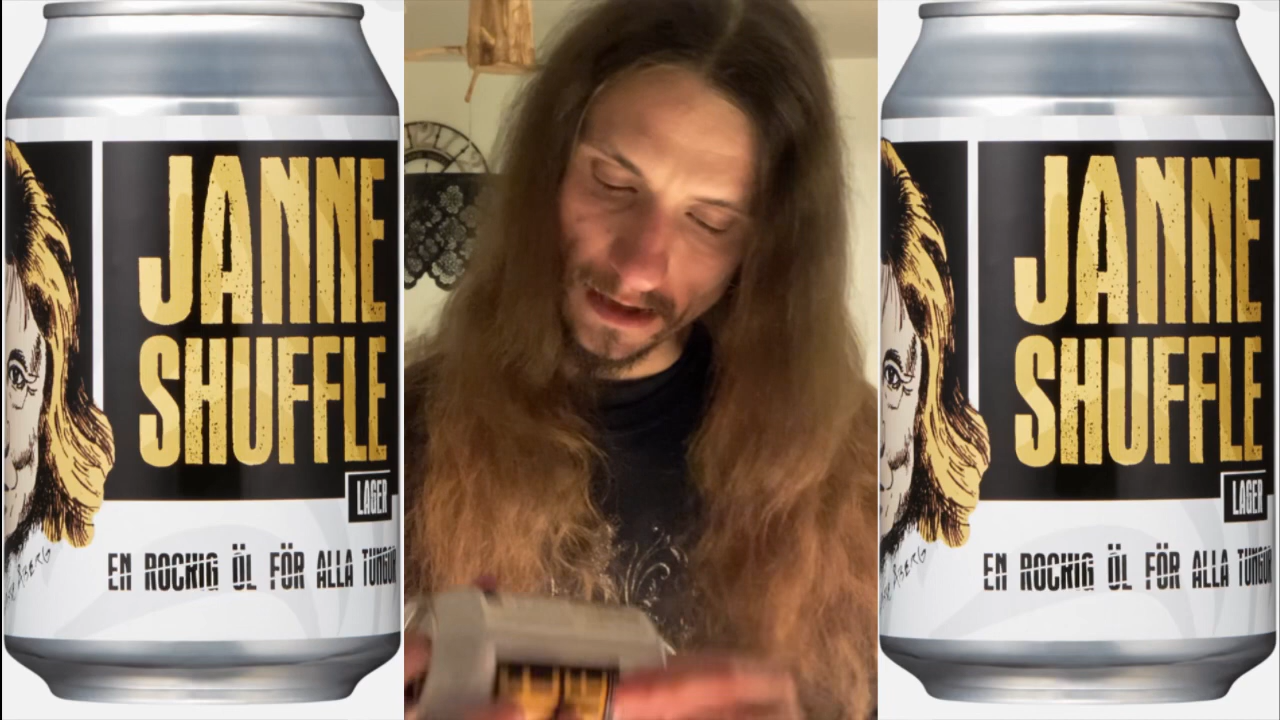 JANNE
SHUFFLE
LAGER
EN ROCKIG ÖL FÖR ALLA
JANNE
SHUFFLE
LAGER
EN ROCKIG ÖL FÖR ALLA